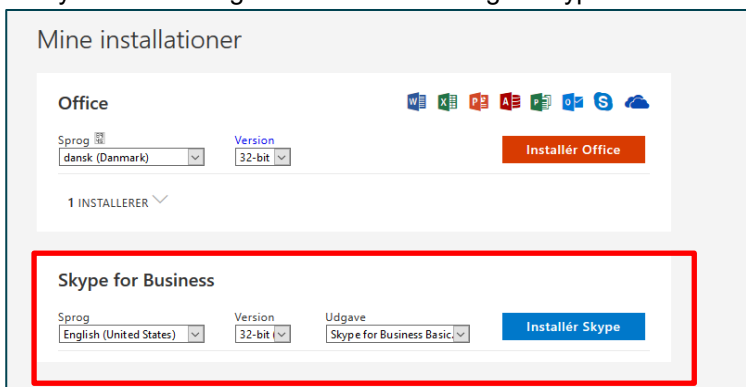 Mine installationer
Office
Sprog Version
dansk (Danmark) 32-bit Installér Office
1 INSTALLERER
Skype for Business
Sprog Version Udgave
English (United States) 32-bit ( Skype for Business Basic. Installér Skype